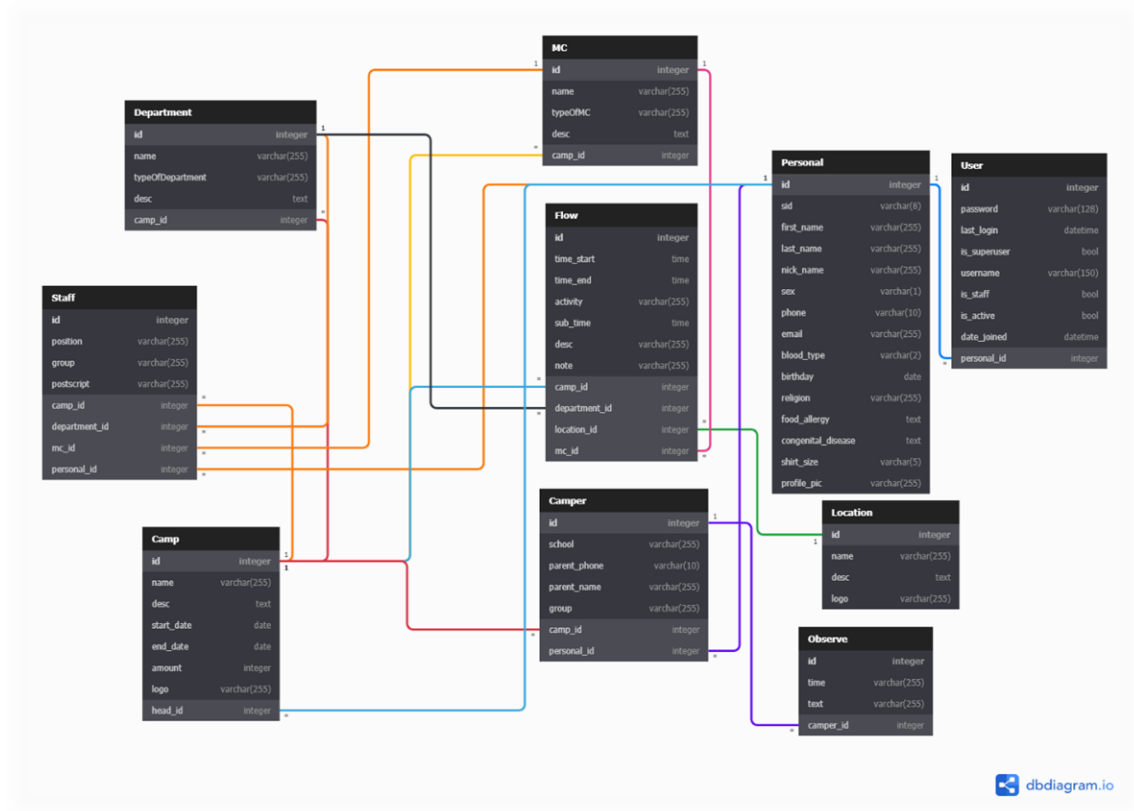 MC
id integer
name varchar(255)
typeOfMC varchar(255)
desc text
camp_id integer
Department
id integer
name varchar(255)
typeOfDepartment varchar(255)
desc text
camp_id integer
Personal
id integer
sid varchar(8)
first_name varchar(255)
last_name varchar(255)
nick_name varchar(255)
sex varchar(1)
phone varchar(10)
email varchar(255)
blood_type varchar(2)
birthday date
religion varchar(255)
food_allergy text
congenital_disease text
shirt_size varchar(5)
profile_pic varchar(255)
User
id integer
password varchar(128)
last_login datetime
is_superuser bool
username varchar(150)
is_staff bool
is_active bool
date_joined datetime
personal_id integer
Flow
id integer
time_start time
time_end time
activity varchar(255)
sub_time time
desc varchar(255)
note varchar(255)
camp_id integer
department_id integer
location_id integer
mc_id integer
Staff
id integer
position varchar(255)
group varchar(255)
postscript varchar(255)
camp_id integer
department_id integer
mc_id integer
personal_id integer
Camper
id integer
school varchar(255)
parent_phone varchar(10)
parent_name varchar(255)
group varchar(255)
camp_id integer
personal_id integer
Location
id integer
name varchar(255)
desc text
logo varchar(255)
Camp
id integer
name varchar(255)
desc text
start_date date
end_date date
amount integer
logo varchar(255)
head_id integer
Observe
id integer
time varchar(255)
text varchar(255)
camper_id integer
1
1
1
1
1
1
1
1
1
*
*
*
*
*
*
*
*
*
*
*
*
*
*
dbdiagram.io